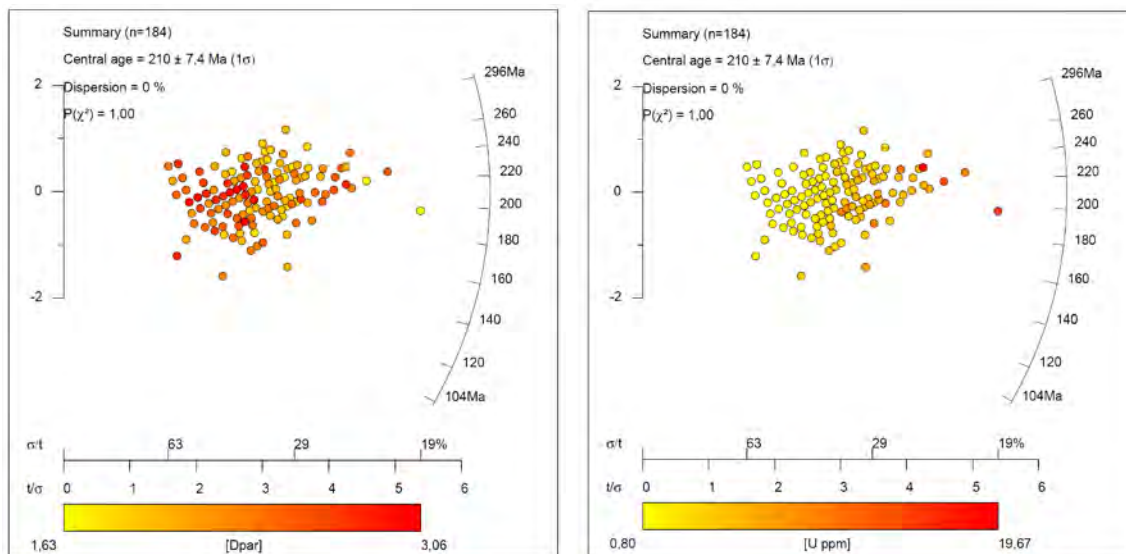 Summary (n=184)
Central age = 210 ± 7,4 Ma (1σ)
Dispersion = 0 %
P(χ²) = 1,00
2
0
-2
296Ma
260
240
220
200
180
160
140
120
104Ma
σ/t 63 29 19%
t/σ 0 1 2 3 4 5 6
1,63 [Dpar] 3,06
Summary (n=184)
Central age = 210 ± 7,4 Ma (1σ)
Dispersion = 0 %
P(χ²) = 1,00
2
0
-2
296Ma
260
240
220
200
180
160
140
120
104Ma
σ/t 63 29 19%
t/σ 0 1 2 3 4 5 6
0,80 [U ppm] 19,67